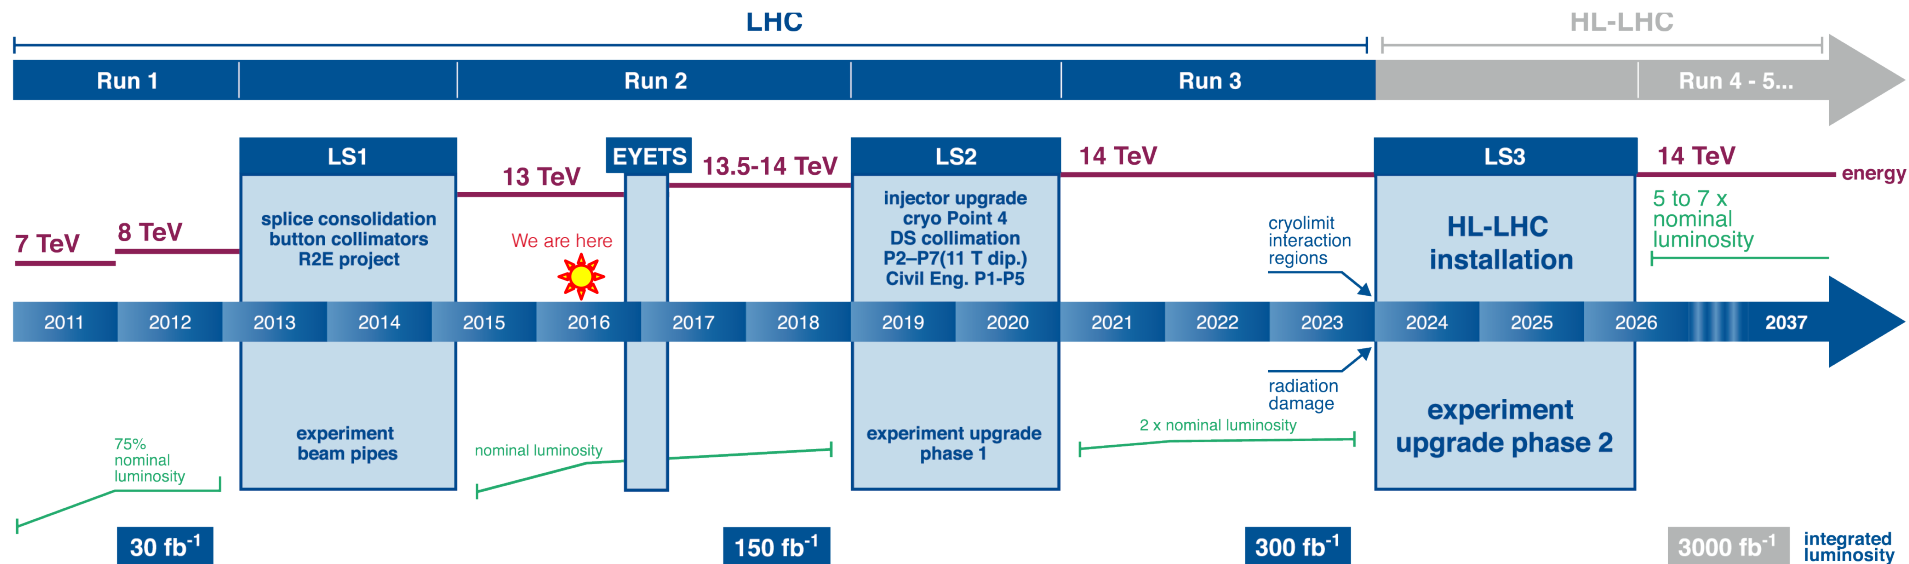 LHC
HL-LHC
Run 1
Run 2
Run 3
Run 4 - 5...
LS1
EYETS
LS2
LS3
7 TeV
8 TeV
13 TeV
13.5-14 TeV
14 TeV
14 TeV
energy
splice consolidation
button collimators
R2E project
We are here
injector upgrade
cryo Point 4
DS collimation
P2–P7(11 T dip.)
Civil Eng. P1-P5
cryolimit
interaction
regions
HL-LHC
installation
5 to 7 x
nominal
luminosity
2011
2012
2013
2014
2015
2016
2017
2018
2019
2020
2021
2022
2023
2024
2025
2026
2037
75%
nominal
luminosity
experiment
beam pipes
nominal luminosity
experiment upgrade
phase 1
2 x nominal luminosity
radiation
damage
experiment
upgrade phase 2
30 fb⁻¹
150 fb⁻¹
300 fb⁻¹
3000 fb⁻¹
integrated
luminosity